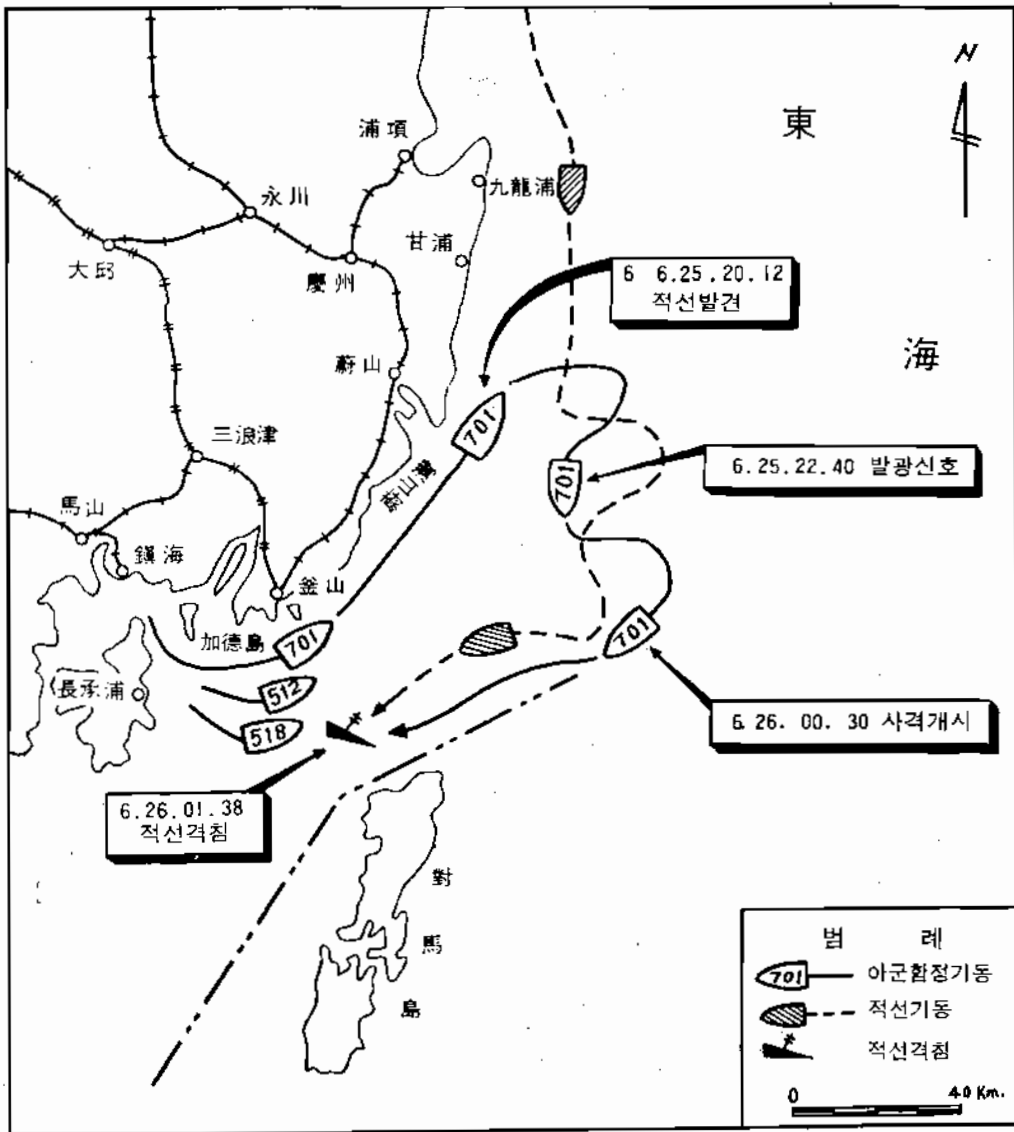 N
東
海
浦項
九龍浦
永川
大邱
慶州
甘浦
6 6.25.20.12
적선발견
蔚山
701
三浪津
蔚山灣
701
6.25.22.40 발광신호
馬山
鎭海
釜山
加德島
701
701
長承浦
512
518
6.26.00.30 사격개시
6.26.01.38
적선격침
對
馬
島
범 례
701 아군함정기동
적선기동
적선격침
0 40 Km.